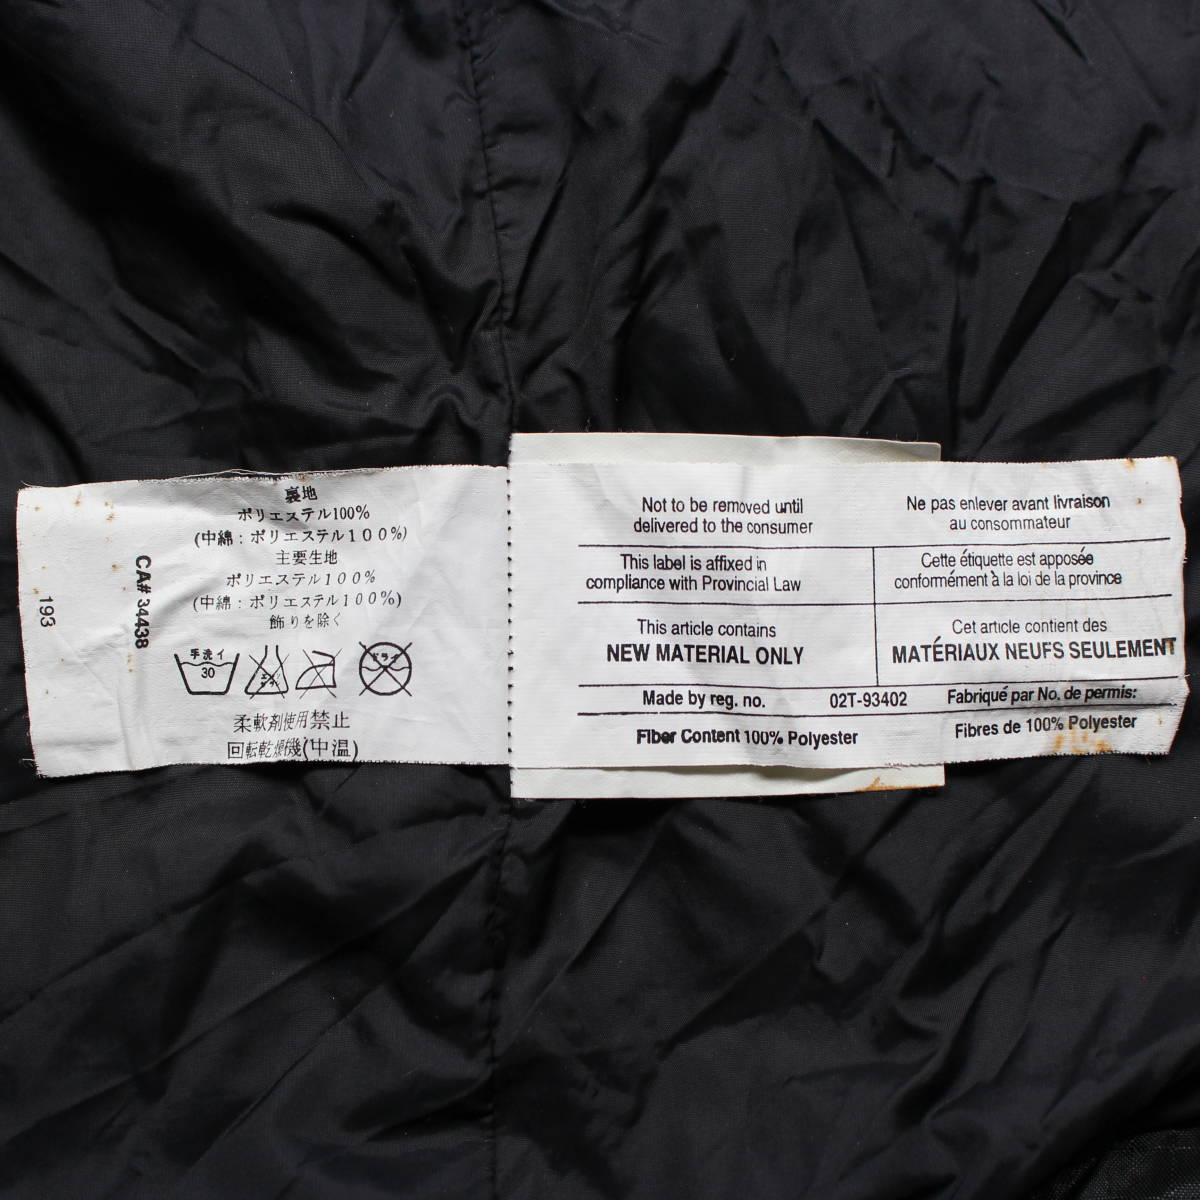 裏地
ポリエステル100%
(中綿：ポリエステル100%)
主要生地
ポリエステル100%
(中綿：ポリエステル100%)
飾りを除く
手洗イ
30
エンソ
ドライ
柔軟剤使用禁止
回転乾燥機(中温)
CA# 34438
193
Not to be removed until
delivered to the consumer
Ne pas enlever avant livraison
au consommateur
This label is affixed in
compliance with Provincial Law
Cette étiquette est apposée
conformément à la loi de la province
This article contains
NEW MATERIAL ONLY
Cet article contient des
MATÉRIAUX NEUFS SEULEMENT
Made by reg. no. 02T-93402 Fabriqué par No. de permis:
Fiber Content 100% Polyester
Fibres de 100% Polyester